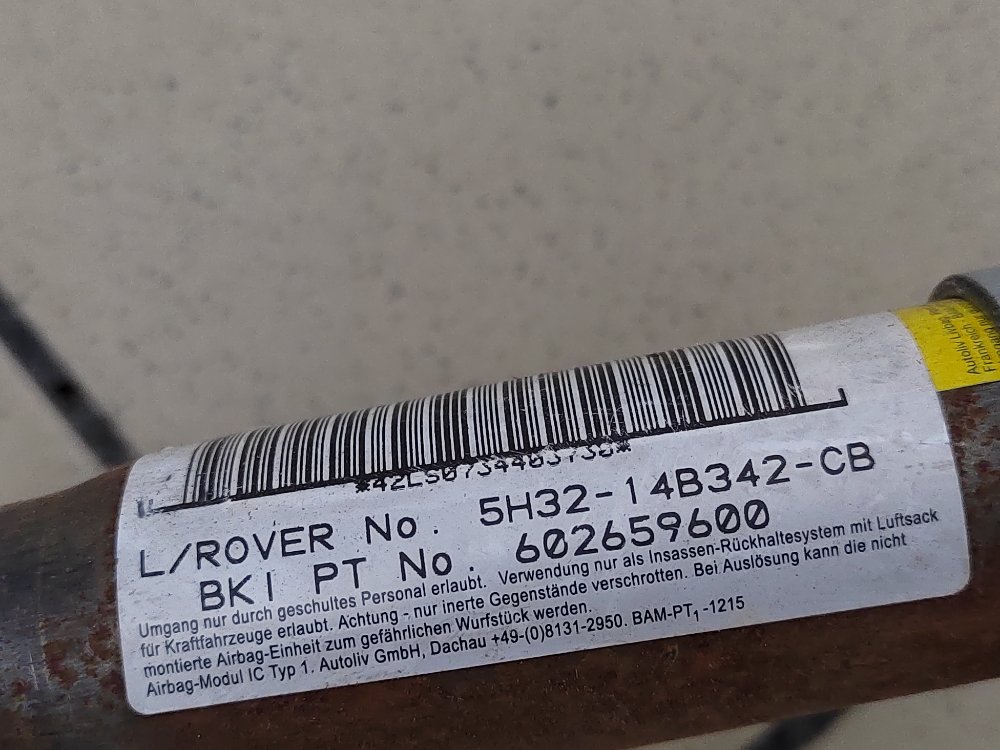 L/ROVER No. 5H32-14B342-CB
BKI PT No. 602659600
Umgang nur durch geschultes Personal erlaubt. Verwendung nur als Insassen-Rückhaltesystem mit Luftsack
für Kraftfahrzeuge erlaubt. Achtung - nur inerte Gegenstände verschrotten. Bei Auslösung kann die nicht
montierte Airbag-Einheit zum gefährlichen Wurfstück werden.
Airbag-Modul IC Typ 1. Autoliv GmbH, Dachau +49-(0)8131-2950. BAM-PT₁ -1215
Autoliv
Frankreich